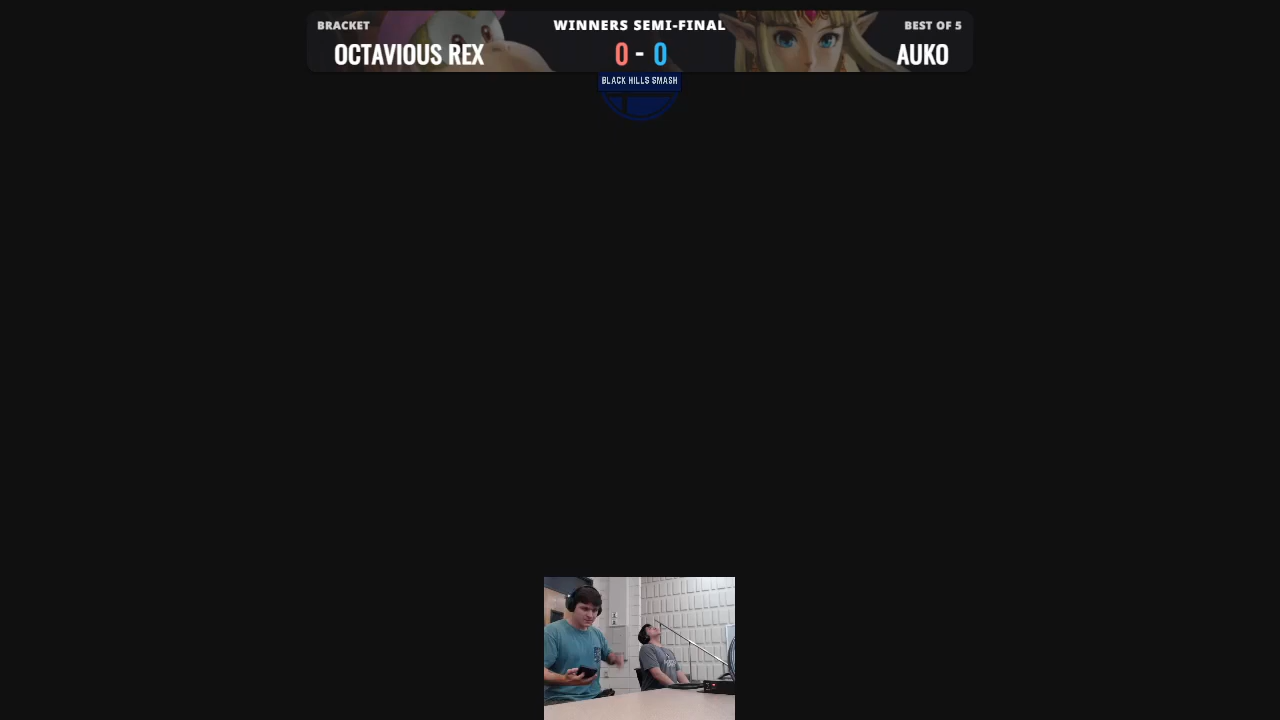 BRACKET
WINNERS SEMI-FINAL
BEST OF 5
OCTAVIOUS REX
0 - 0
AUKO
BLACK HILLS SMASH